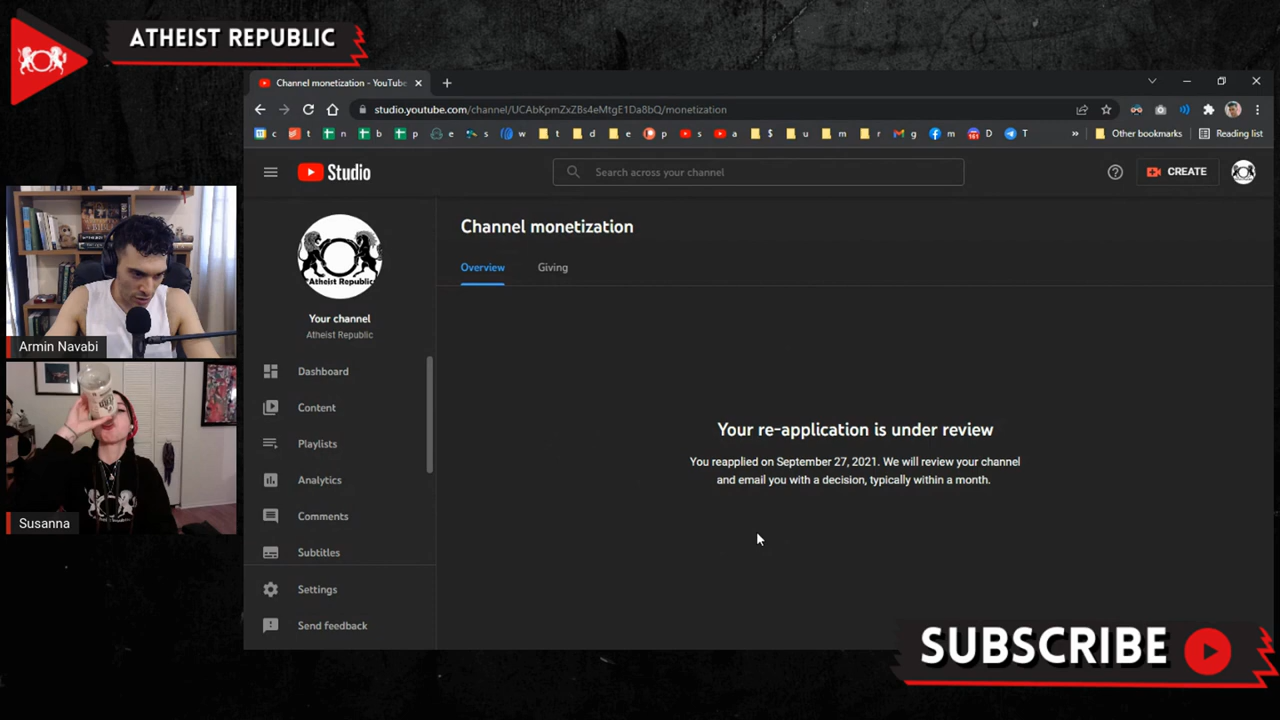 ATHEIST REPUBLIC
Channel monetization - YouTube
studio.youtube.com/channel/UCAbKpmZxZBs4eMtgE1Da8bQ/monetization
c t n b p e s w t d e p s a $ u m r g m D T » Other bookmarks Reading list
Studio
Search across your channel
CREATE
Atheist Republic
Your channel
Atheist Republic
Dashboard
Content
Playlists
Analytics
Comments
Subtitles
Settings
Send feedback
Channel monetization
Overview Giving
Your re-application is under review
You reapplied on September 27, 2021. We will review your channel
and email you with a decision, typically within a month.
Armin Navabi
Susanna
SUBSCRIBE